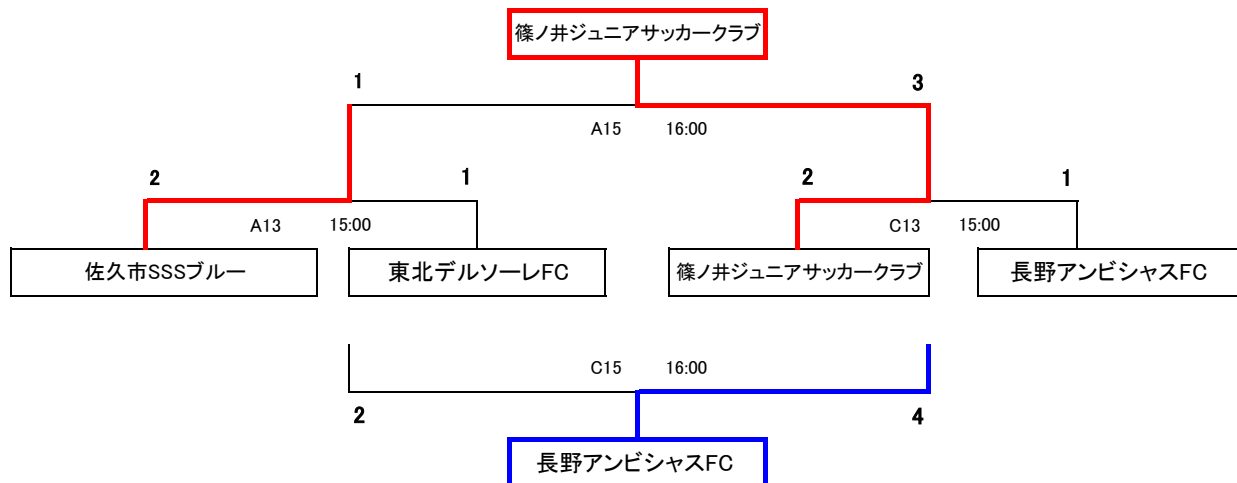 篠ノ井ジュニアサッカークラブ
1 3
A15 16:00
2 1 2 1
A13 15:00 C13 15:00
佐久市SSSブルー 東北デルソーレFC 篠ノ井ジュニアサッカークラブ 長野アンビシャスFC
C15 16:00
2 4
長野アンビシャスFC